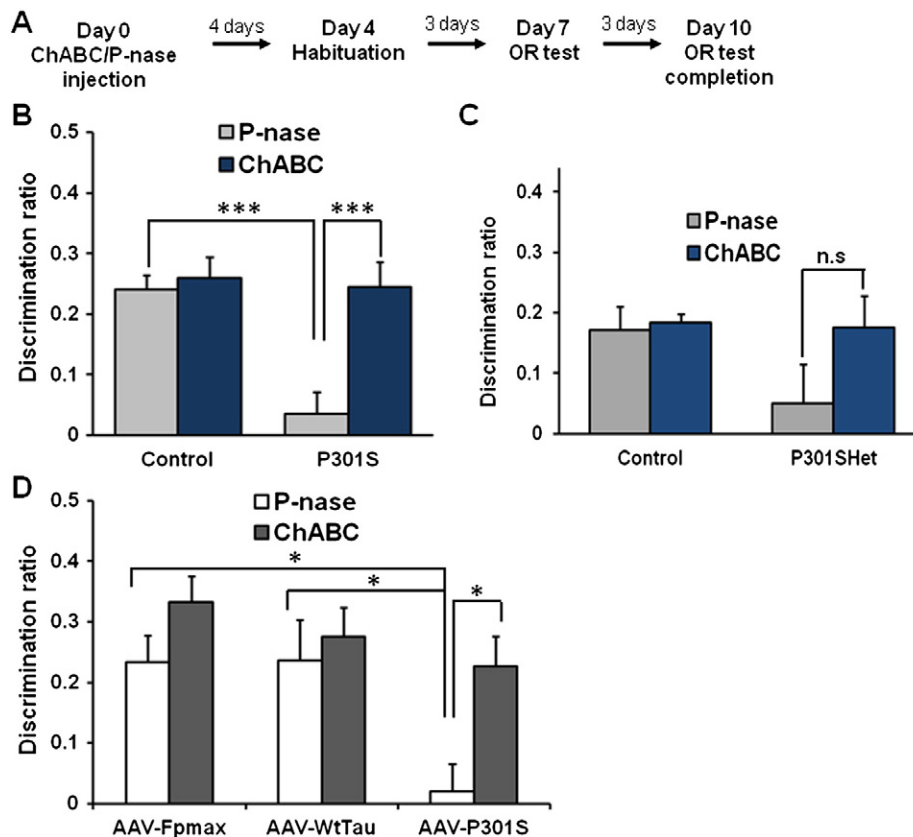 A
Day 0
ChABC/P-nase
injection
4 days
Day 4
Habituation
3 days
Day 7
OR test
3 days
Day 10
OR test
completion
B
P-nase
ChABC
Discrimination ratio
0.5
0.4
0.3
0.2
0.1
0
***
***
Control
P301S
C
P-nase
ChABC
Discrimination ratio
0.4
0.3
0.2
0.1
0
n.s
Control
P301SHet
D
P-nase
ChABC
Discrimination ratio
0.5
0.4
0.3
0.2
0.1
0
*
*
*
AAV-Fpmax
AAV-WtTau
AAV-P301S